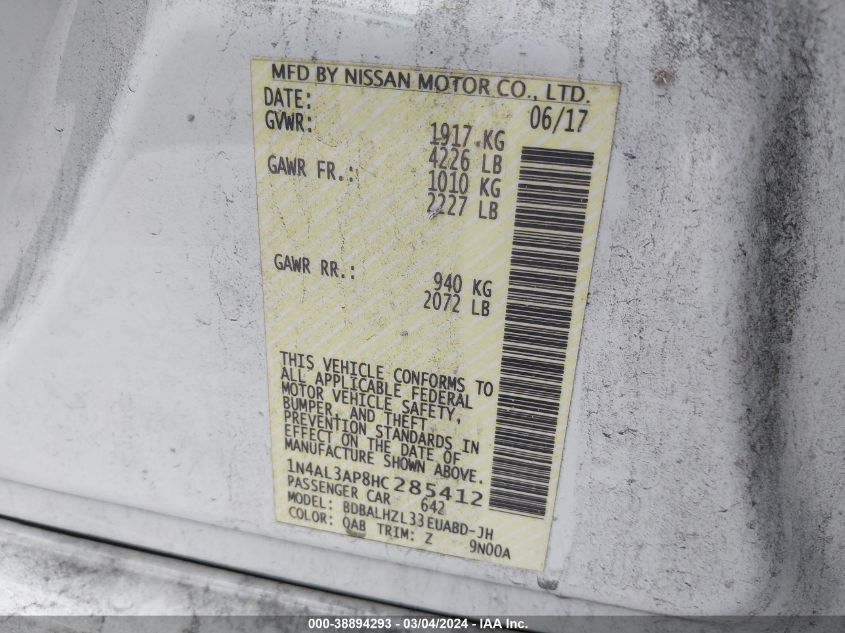 MFD BY NISSAN MOTOR CO., LTD.
DATE: 06/17
GVWR: 1917 KG
4226 LB
GAWR FR.: 1010 KG
2227 LB
GAWR RR.: 940 KG
2072 LB
THIS VEHICLE CONFORMS TO
ALL APPLICABLE FEDERAL
MOTOR VEHICLE SAFETY,
BUMPER, AND THEFT
PREVENTION STANDARDS IN
EFFECT ON THE DATE OF
MANUFACTURE SHOWN ABOVE.
1N4AL3AP8HC285412
PASSENGER CAR 642
MODEL: BDBALHZL33EUABD-JH
COLOR: QAB TRIM: Z 9N00A
000-38894293 - 03/04/2024 - IAA Inc.